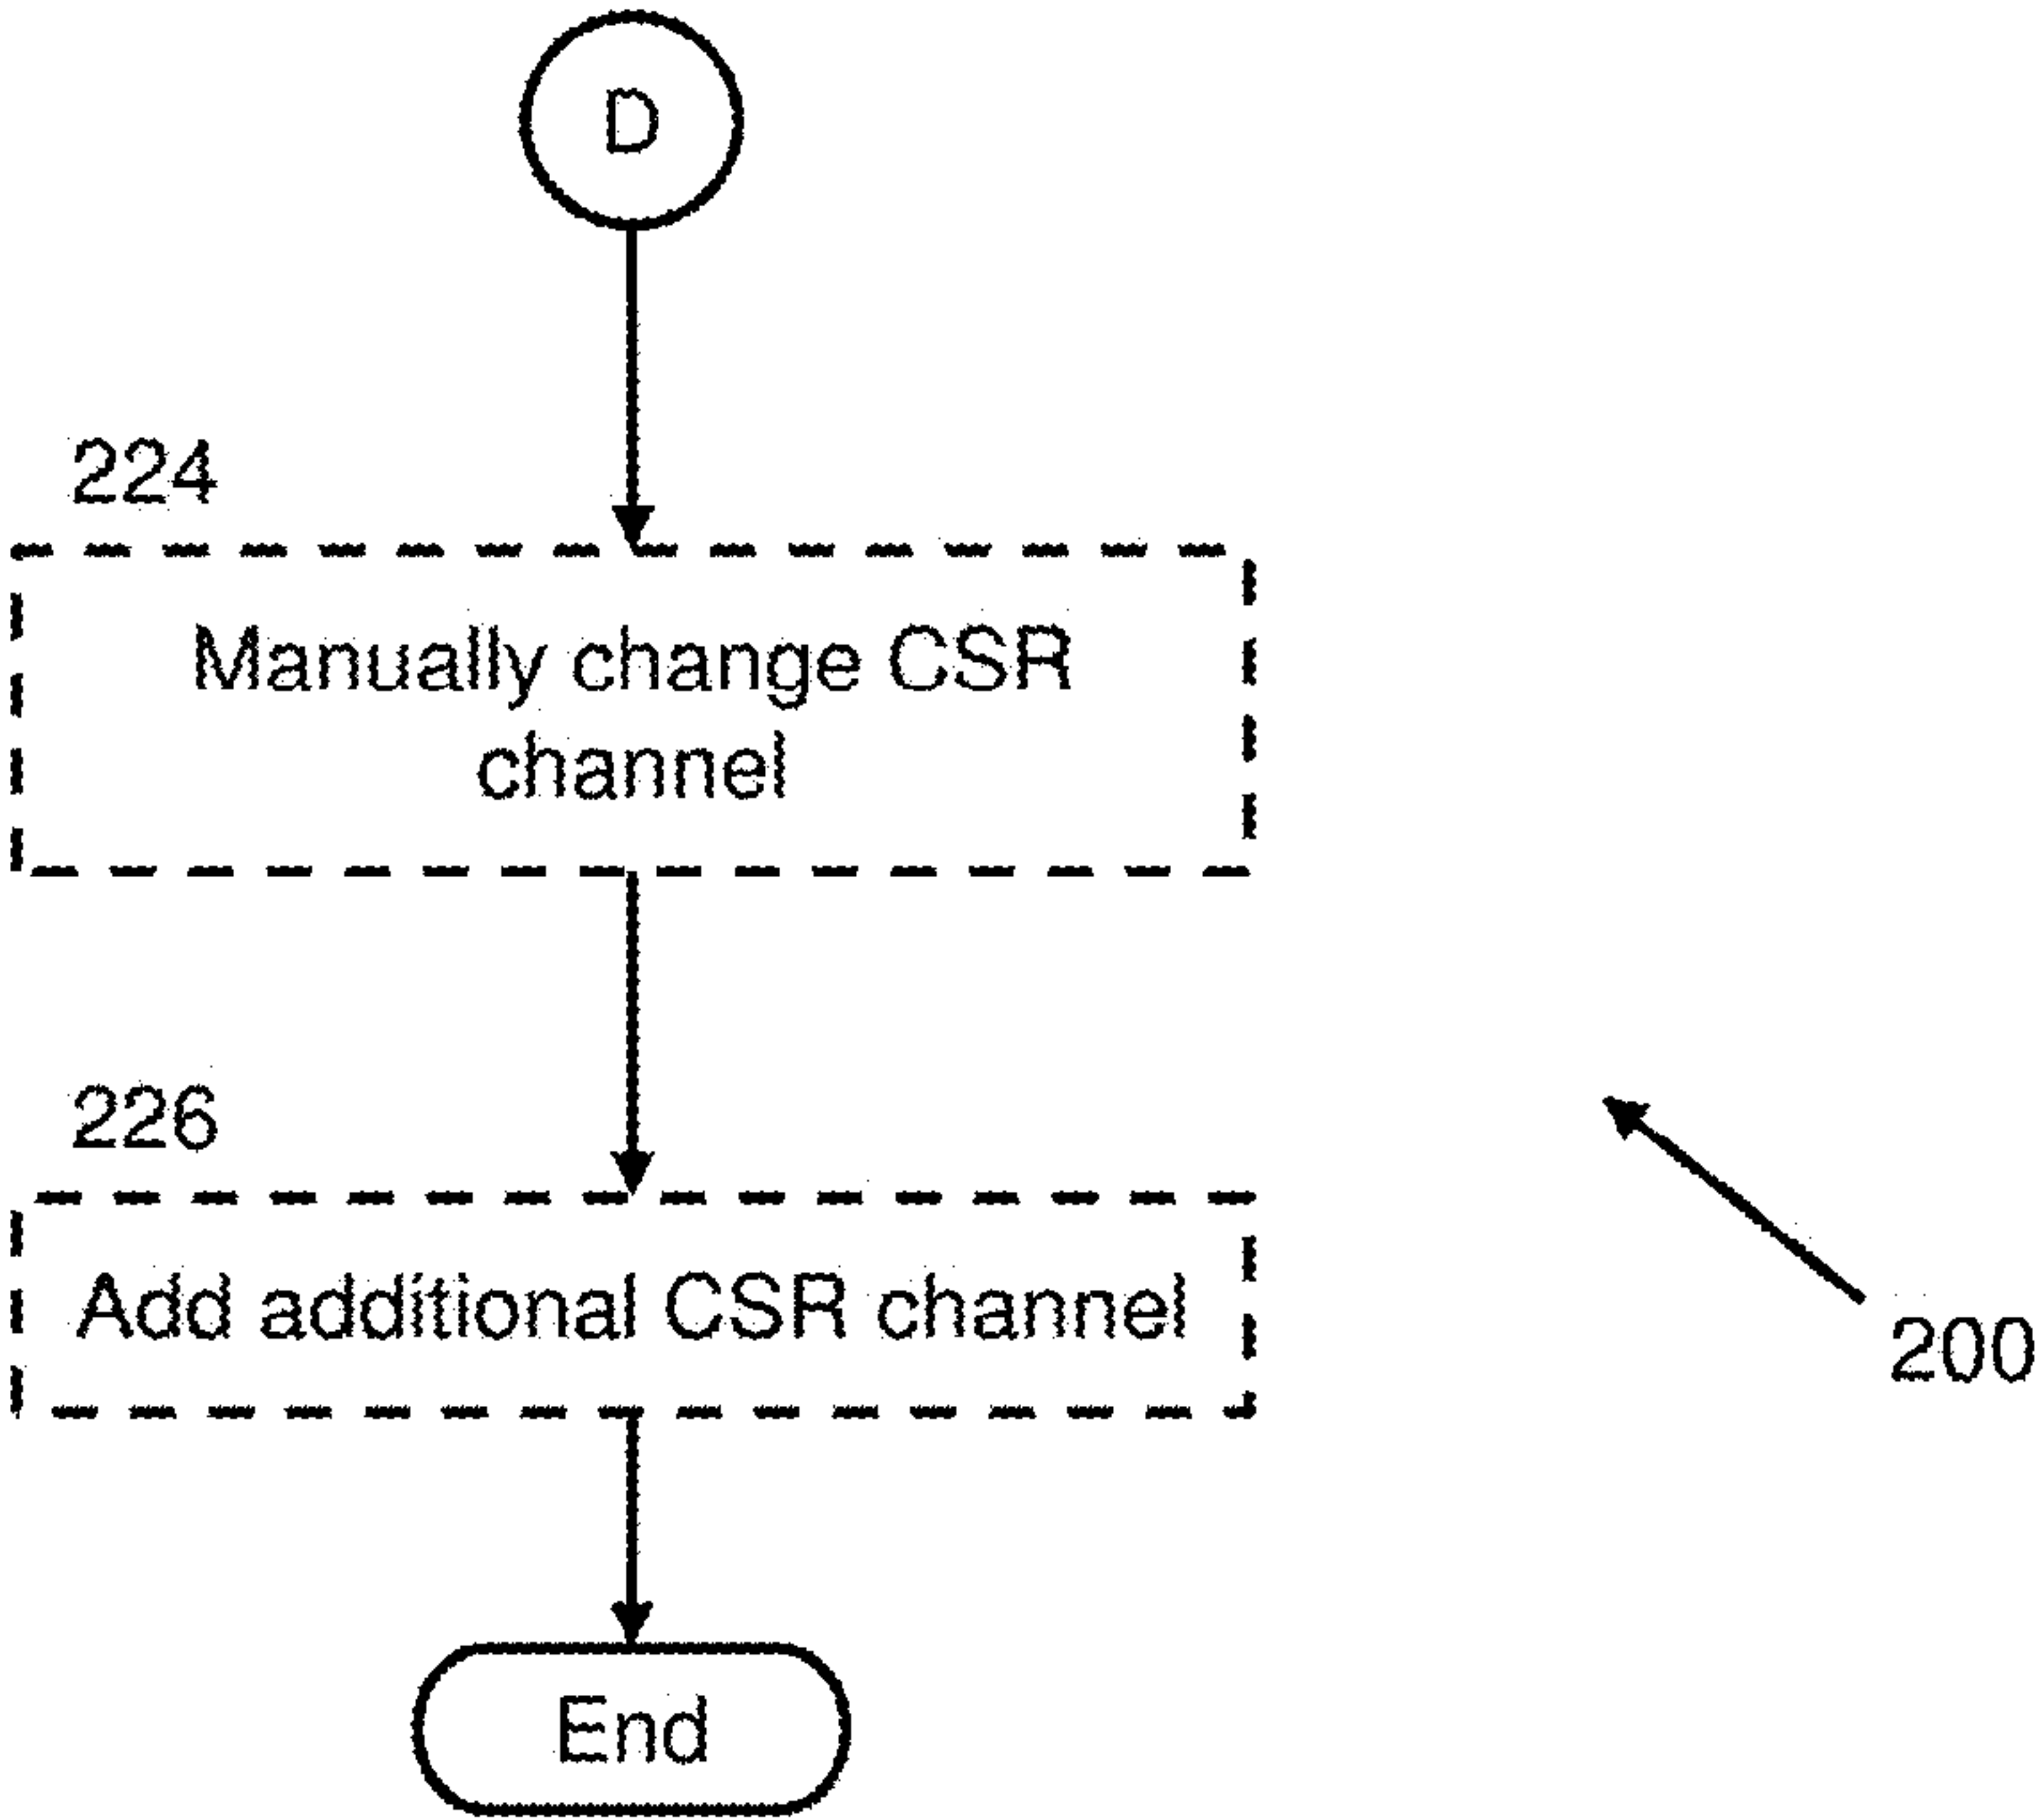 D
224
Manually change CSR
channel
226
Add additional CSR channel
200
End